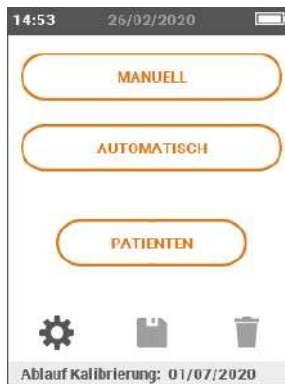 14:53 26/02/2020
MANUELL
AUTOMATISCH
PATIENTEN
Ablauf Kalibrierung: 01/07/2020